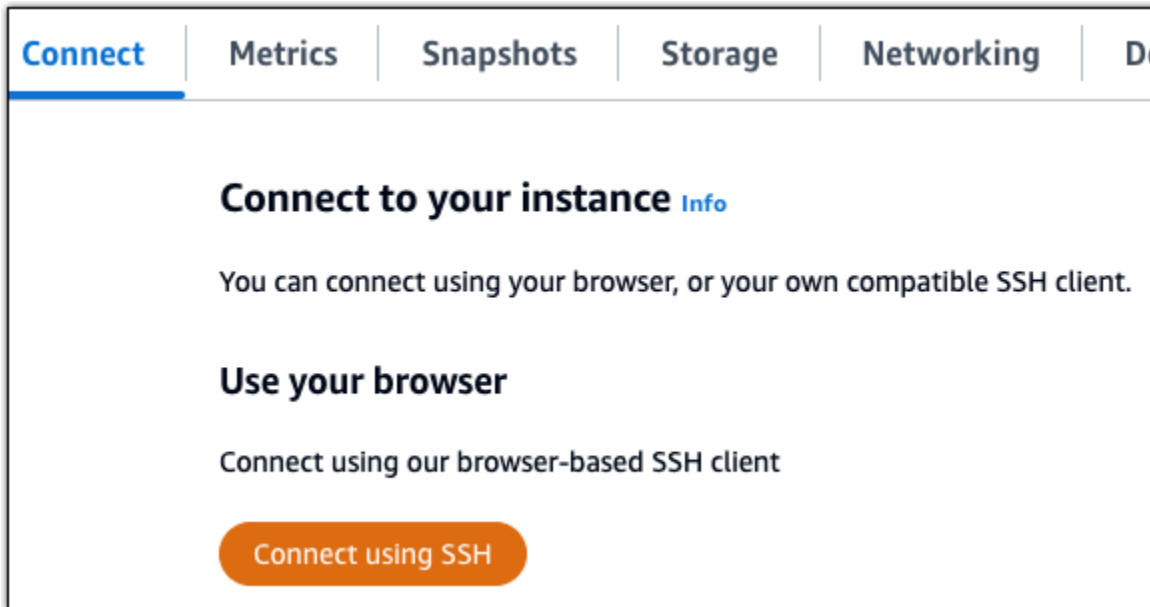 Connect Metrics Snapshots Storage Networking
Connect to your instance Info
You can connect using your browser, or your own compatible SSH client.
Use your browser
Connect using our browser-based SSH client
Connect using SSH